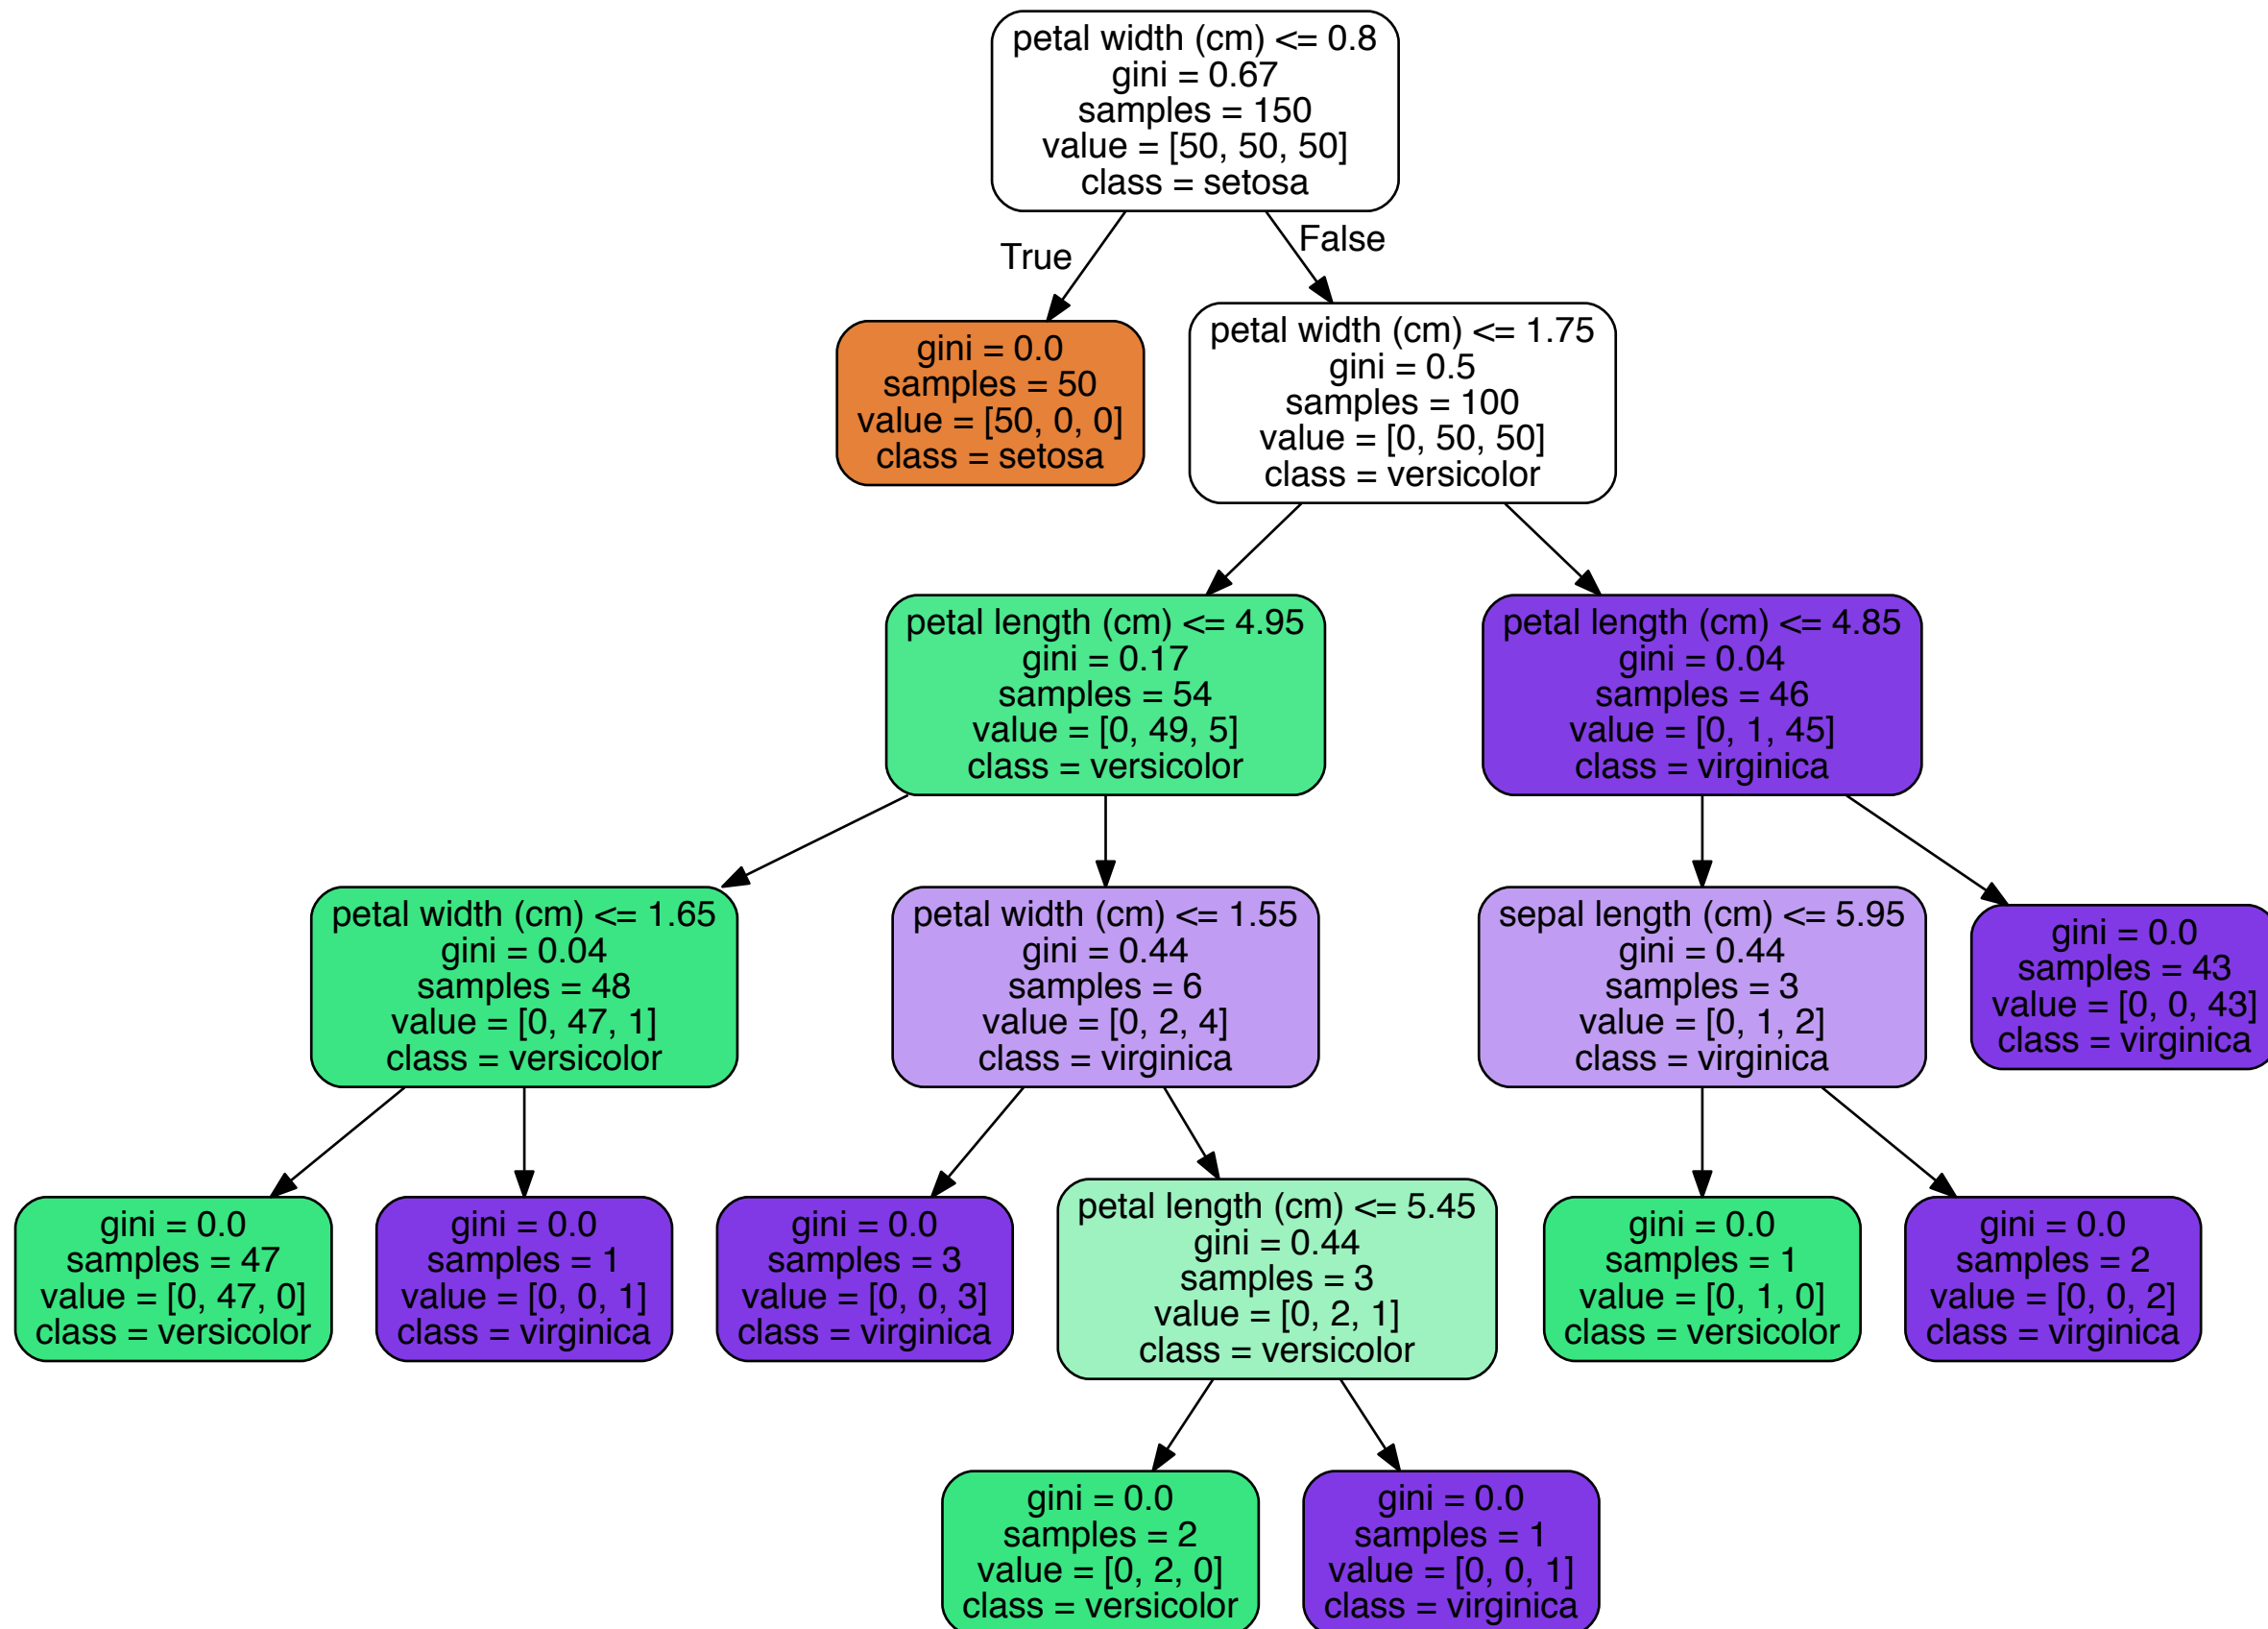 petal width (cm) <= 0.8
gini = 0.67
samples = 150
value = [50, 50, 50]
class = setosa
True
False
gini = 0.0
samples = 50
value = [50, 0, 0]
class = setosa
petal width (cm) <= 1.75
gini = 0.5
samples = 100
value = [0, 50, 50]
class = versicolor
petal length (cm) <= 4.95
gini = 0.17
samples = 54
value = [0, 49, 5]
class = versicolor
petal length (cm) <= 4.85
gini = 0.04
samples = 46
value = [0, 1, 45]
class = virginica
petal width (cm) <= 1.65
gini = 0.04
samples = 48
value = [0, 47, 1]
class = versicolor
petal width (cm) <= 1.55
gini = 0.44
samples = 6
value = [0, 2, 4]
class = virginica
sepal length (cm) <= 5.95
gini = 0.44
samples = 3
value = [0, 1, 2]
class = virginica
gini = 0.0
samples = 43
value = [0, 0, 43]
class = virginica
gini = 0.0
samples = 47
value = [0, 47, 0]
class = versicolor
gini = 0.0
samples = 1
value = [0, 0, 1]
class = virginica
gini = 0.0
samples = 3
value = [0, 0, 3]
class = virginica
petal length (cm) <= 5.45
gini = 0.44
samples = 3
value = [0, 2, 1]
class = versicolor
gini = 0.0
samples = 1
value = [0, 1, 0]
class = versicolor
gini = 0.0
samples = 2
value = [0, 0, 2]
class = virginica
gini = 0.0
samples = 2
value = [0, 2, 0]
class = versicolor
gini = 0.0
samples = 1
value = [0, 0, 1]
class = virginica